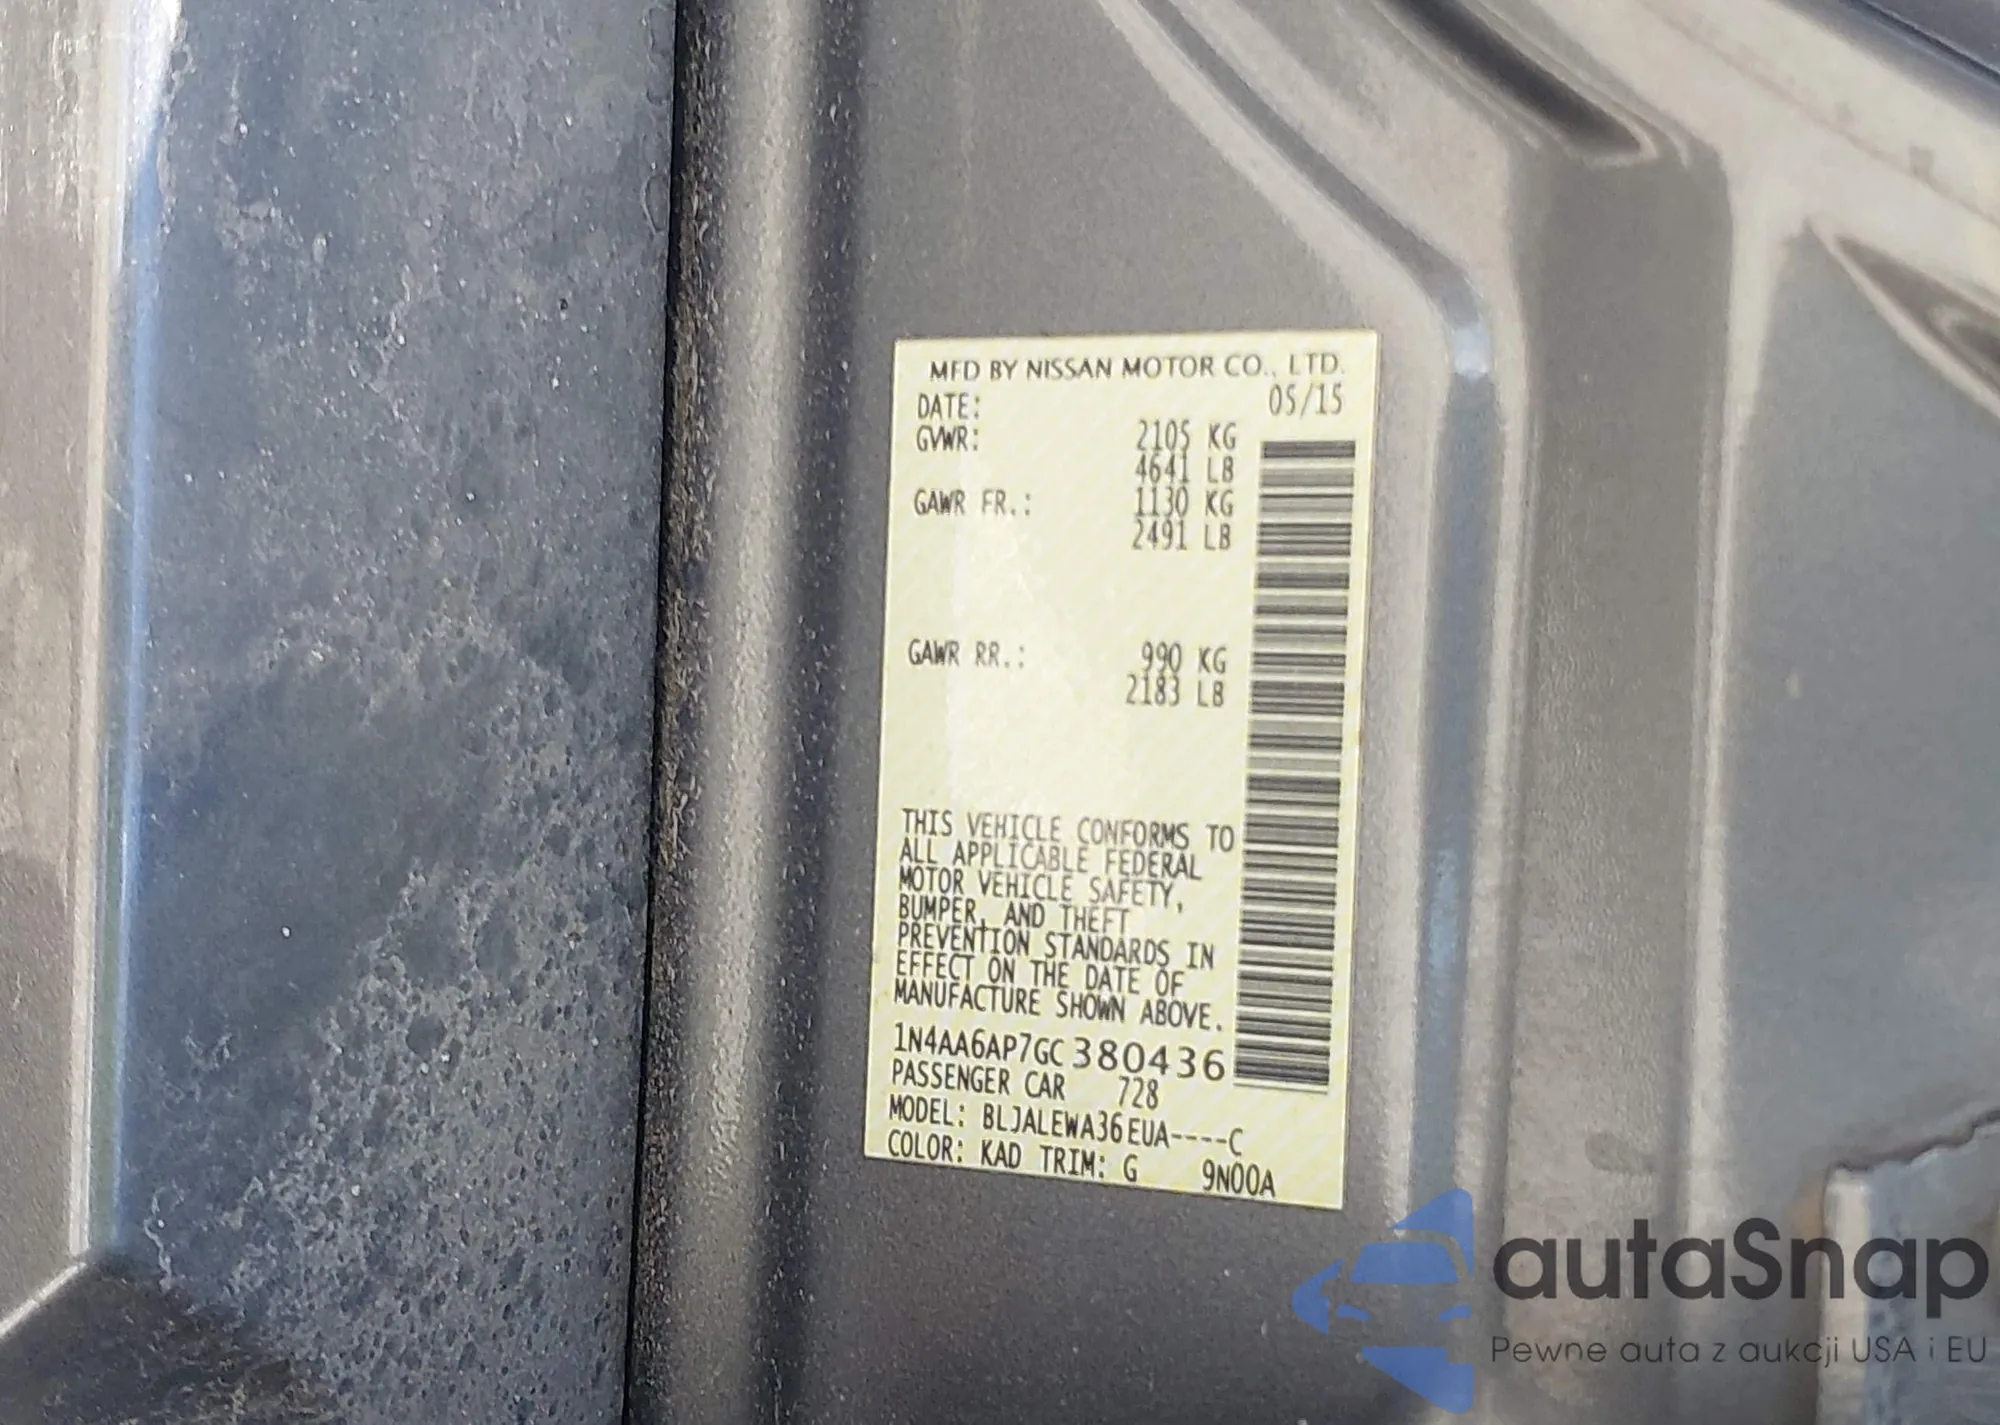 MFD BY NISSAN MOTOR CO., LTD.
DATE: 05/15
GVWR: 2105 KG
4641 LB
GAWR FR.: 1130 KG
2491 LB
GAWR RR.: 990 KG
2183 LB
THIS VEHICLE CONFORMS TO
ALL APPLICABLE FEDERAL
MOTOR VEHICLE SAFETY,
BUMPER, AND THEFT
PREVENTION STANDARDS IN
EFFECT ON THE DATE OF
MANUFACTURE SHOWN ABOVE.
1N4AA6AP7GC380436
PASSENGER CAR 728
MODEL: BLJALEWA36EUA----C
COLOR: KAD TRIM: G 9N00A
autaSnap
Pewne auta z aukcji USA i EU